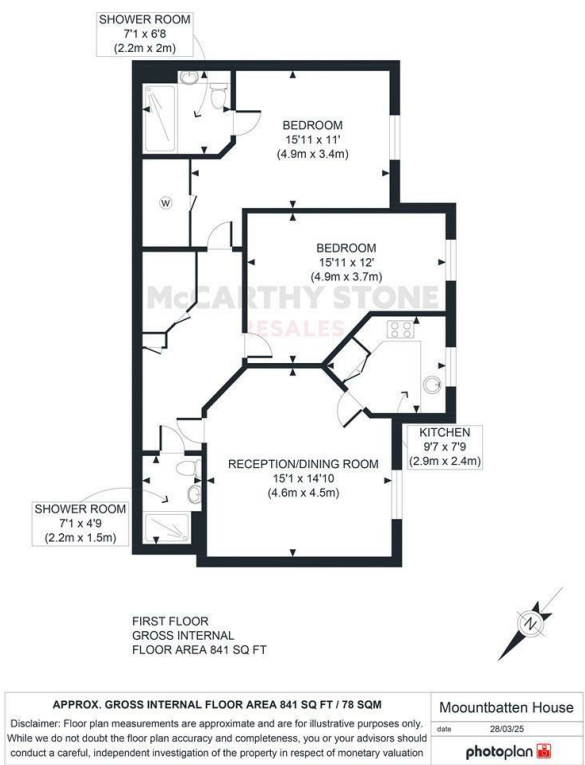 SHOWER ROOM
7'1 x 6'8
(2.2m x 2m)
BEDROOM
15'11 x 11'
(4.9m x 3.4m)
W
BEDROOM
15'11 x 12'
(4.9m x 3.7m)
McCARTHY STONE
RESALES
KITCHEN
9'7 x 7'9
(2.9m x 2.4m)
RECEPTION/DINING ROOM
15'1 x 14'10
(4.6m x 4.5m)
SHOWER ROOM
7'1 x 4'9
(2.2m x 1.5m)
FIRST FLOOR
GROSS INTERNAL
FLOOR AREA 841 SQ FT
N
APPROX. GROSS INTERNAL FLOOR AREA 841 SQ FT / 78 SQM
Disclaimer: Floor plan measurements are approximate and are for illustrative purposes only.
While we do not doubt the floor plan accuracy and completeness, you or your advisors should
conduct a careful, independent investigation of the property in respect of monetary valuation
Moountbatten House
date 28/03/25
photoplan